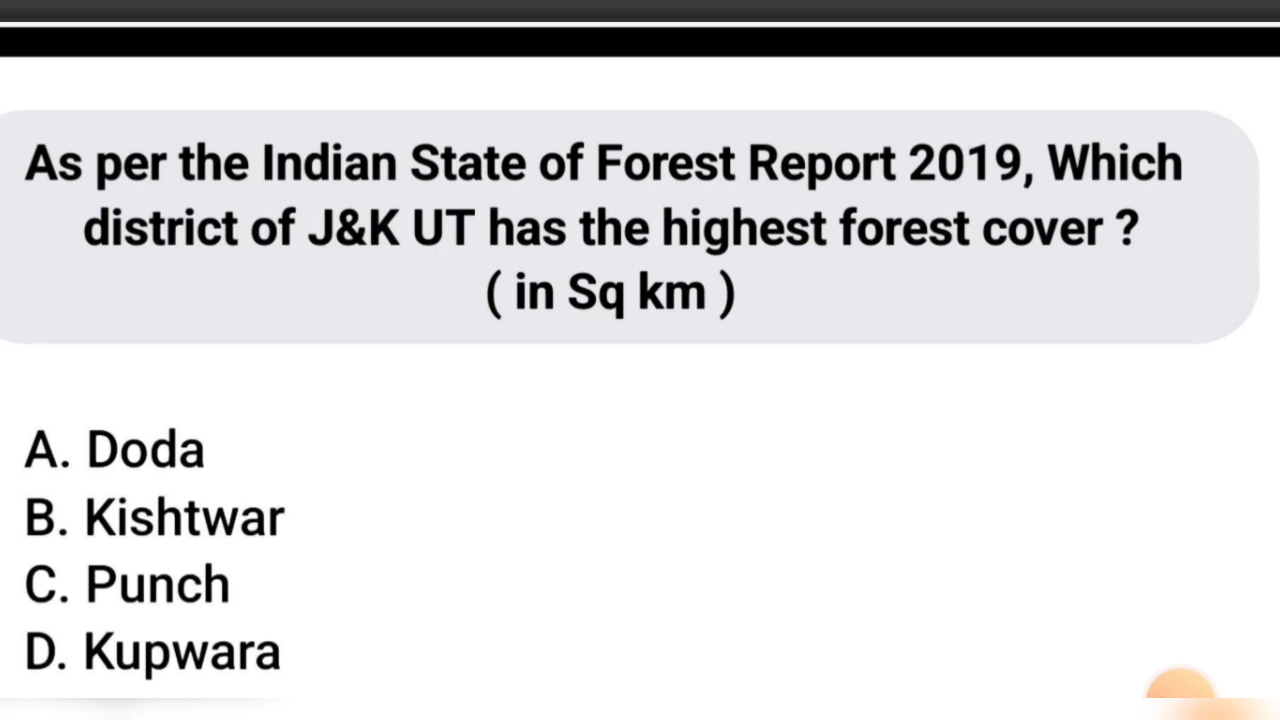 As per the Indian State of Forest Report 2019, Which
district of J&K UT has the highest forest cover ?
( in Sq km )
A. Doda
B. Kishtwar
C. Punch
D. Kupwara